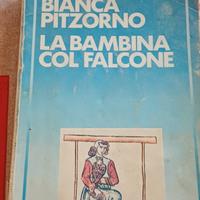 BIANCA
PITZORNO
LA BAMBINA
COL FALCONE